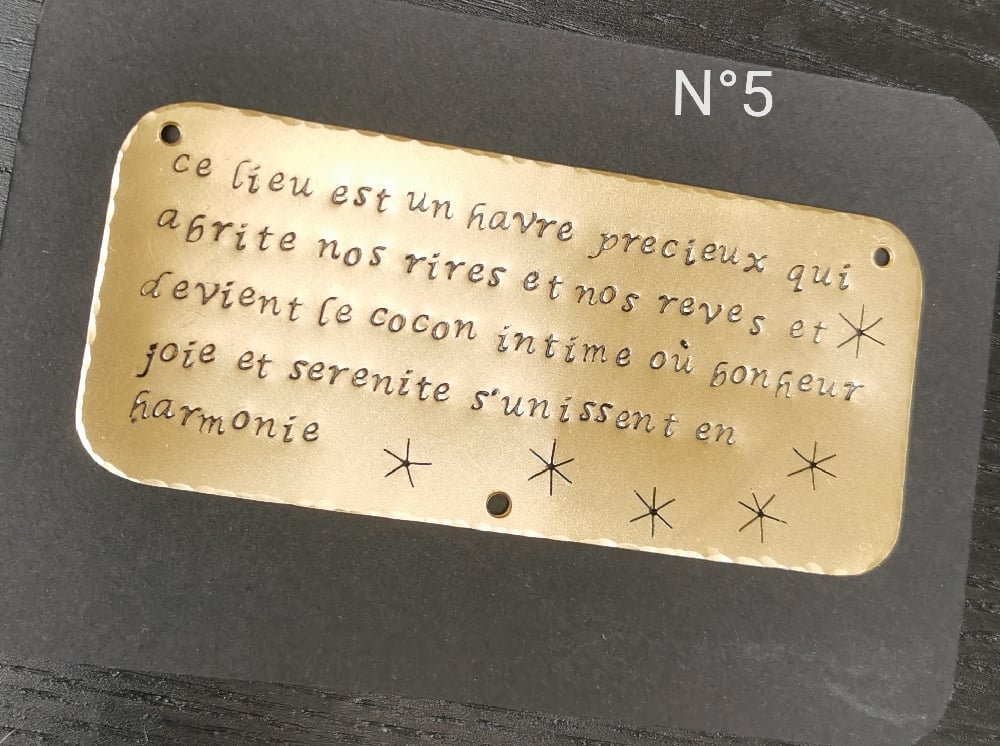 N°5
ce lieu est un havre precieux qui
abrite nos rires et nos reves et
devient le cocon intime où bonheur
joie et serenite s'unissent en
harmonie